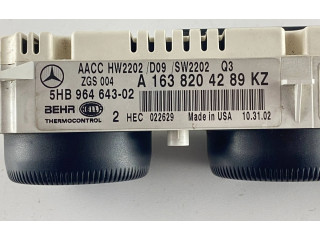 AACC HW2202 /D09 /SW2202 Q3
ZGS 004
A 163 820 42 89 KZ
5HB 964 643-02
BEHR HELLA
THERMOCONTROL
2 HEC 022629 Made in USA 10.31.02